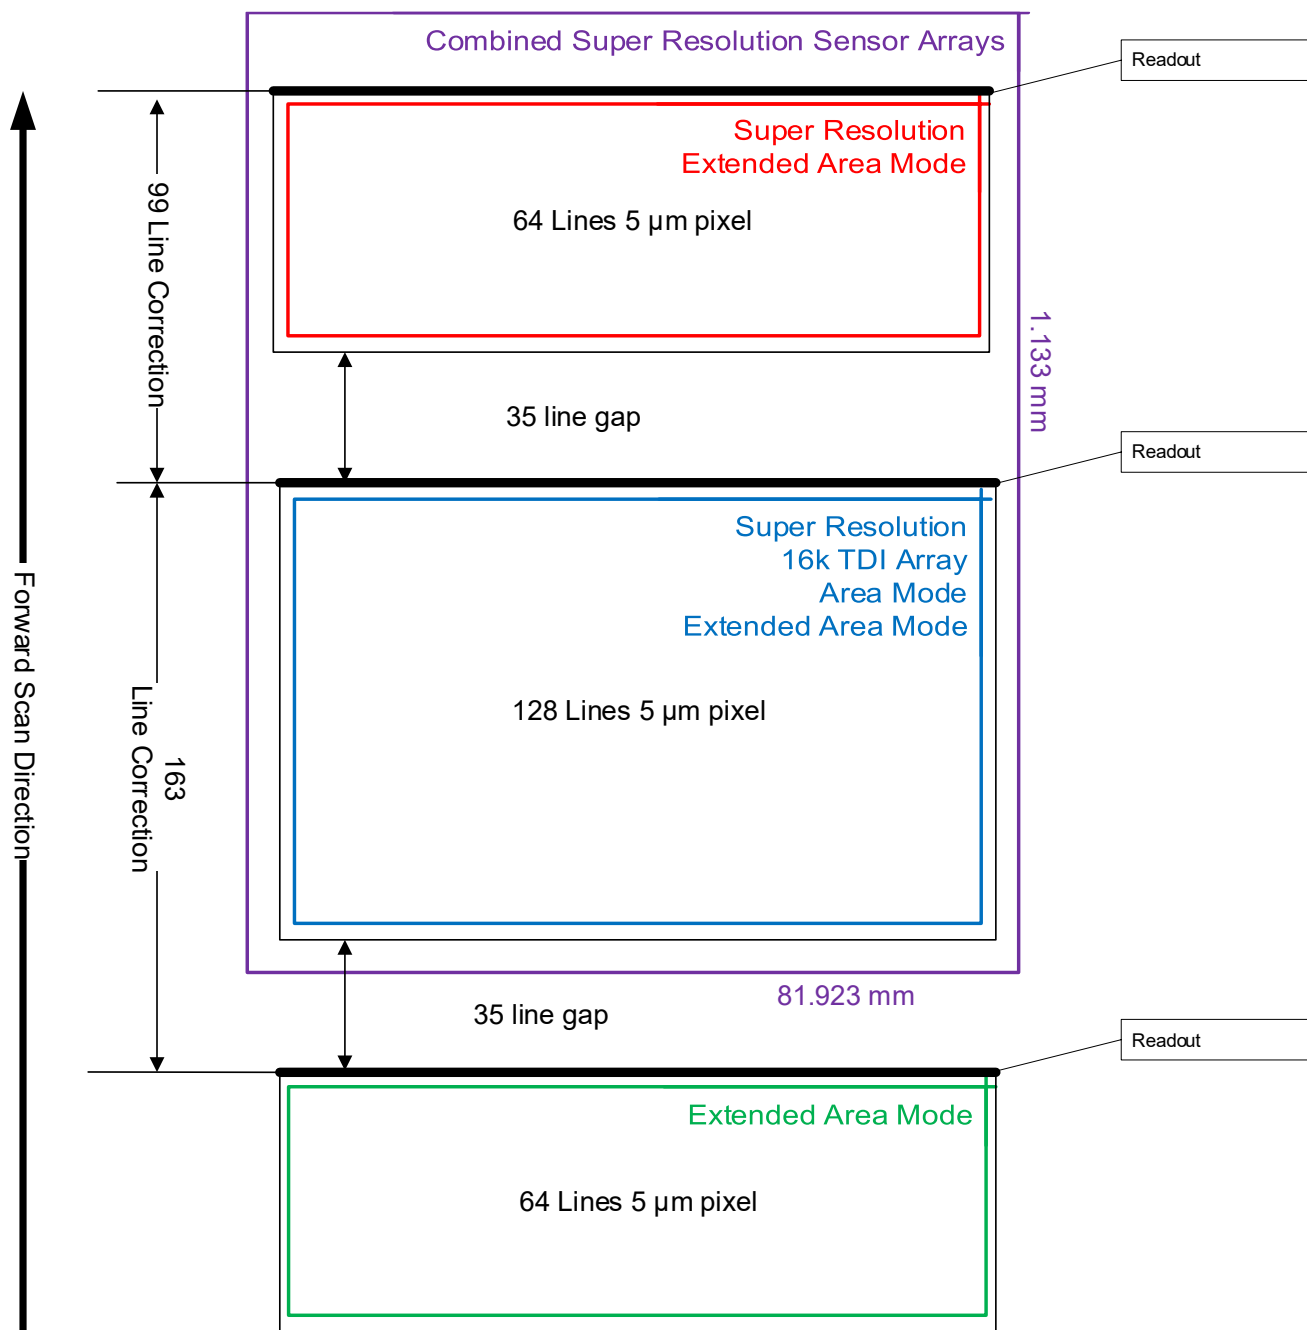 Combined Super Resolution Sensor Arrays
Readout
Super Resolution
Extended Area Mode
64 Lines 5 µm pixel
99 Line Correction
1.133 mm
35 line gap
Readout
Super Resolution
16k TDI Array
Area Mode
Extended Area Mode
128 Lines 5 µm pixel
Forward Scan Direction
163
Line Correction
81.923 mm
35 line gap
Readout
Extended Area Mode
64 Lines 5 µm pixel